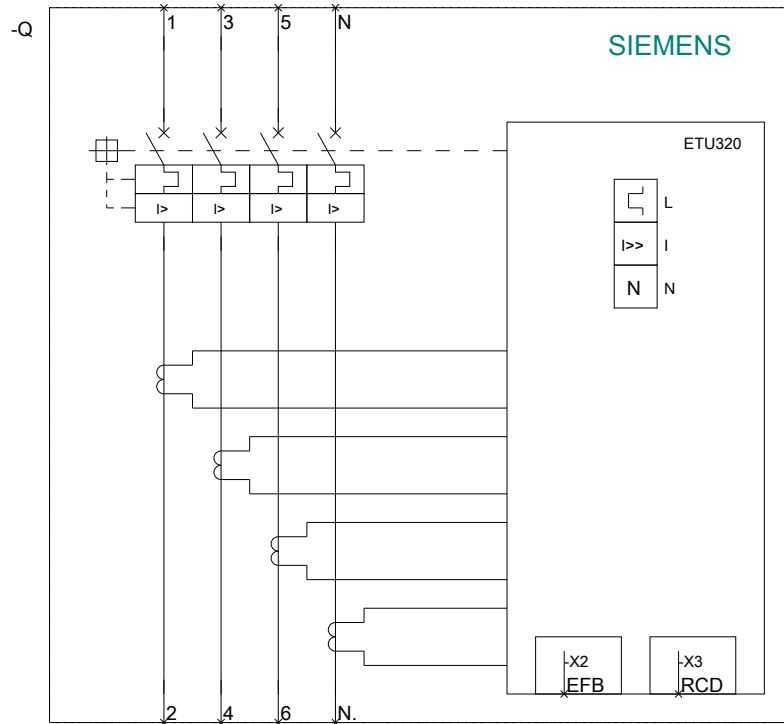 -Q
1 3 5 N
SIEMENS
ETU320
L
I> I> I> I>
I>> I
N N
-X2
EFB
-X3
RCD
2 4 6 N.